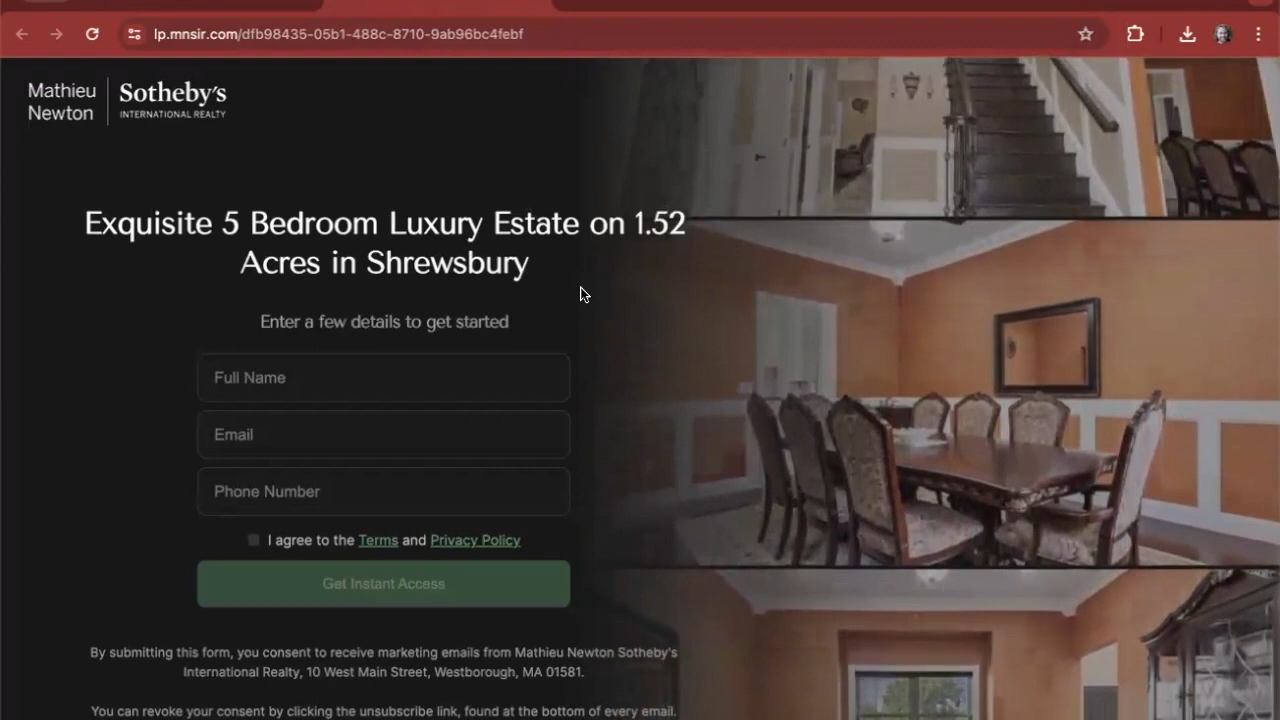 lp.mnsir.com/dfb98435-05b1-488c-8710-9ab96bc4febf
Mathieu
Newton
Sotheby's
INTERNATIONAL REALTY
Exquisite 5 Bedroom Luxury Estate on 1.52
Acres in Shrewsbury
Enter a few details to get started
Full Name
Email
Phone Number
I agree to the Terms and Privacy Policy
Get Instant Access
By submitting this form, you consent to receive marketing emails from Mathieu Newton Sotheby's
International Realty, 10 West Main Street, Westborough, MA 01581.
You can revoke your consent by clicking the unsubscribe link, found at the bottom of every email.